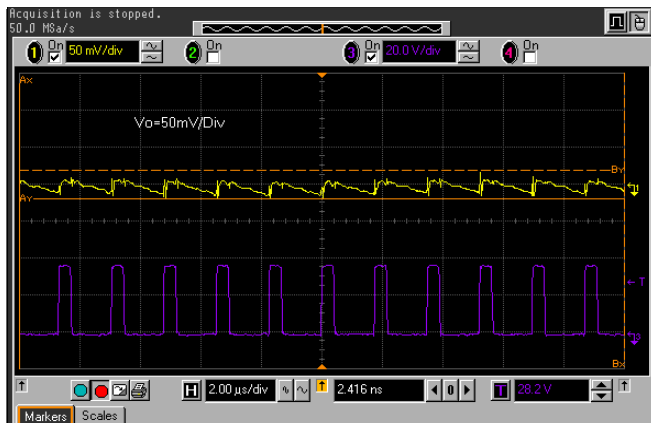 Acquisition is stopped.
50.0 MSa/s
1 On 50 mV/div 2 On 3 On 20.0 V/div 4 On
Ax
Vo=50mV/Div
By
Ay
1
T
3
Bx
H 2.00 µs/div 2.416 ns 0 T 28.2 V
Markers Scales